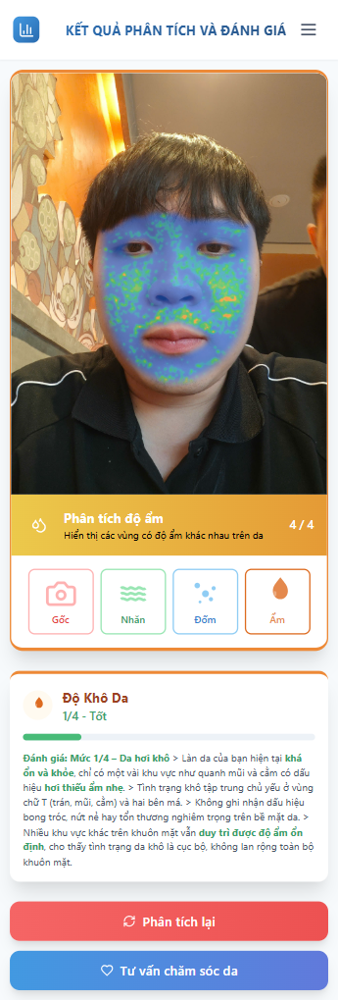 KẾT QUẢ PHÂN TÍCH VÀ ĐÁNH GIÁ
Phân tích độ ẩm
Hiển thị các vùng có độ ẩm khác nhau trên da
4 / 4
Gốc
Nhăn
Đốm
Ẩm
Độ Khô Da
1/4 - Tốt
Đánh giá: Mức 1/4 – Da hơi khô > Làn da của bạn hiện tại khá
ổn và khỏe, chỉ có một vài khu vực như quanh mũi và cằm có dấu
hiệu hơi thiếu ẩm nhẹ. > Tình trạng khô tập trung chủ yếu ở vùng
chữ T (trán, mũi, cằm) và hai bên má. > Không ghi nhận dấu hiệu
bong tróc, nứt nẻ hay tổn thương nghiêm trọng trên bề mặt da. >
Nhiều khu vực khác trên khuôn mặt vẫn duy trì được độ ẩm ổn
định, cho thấy tình trạng da khô là cục bộ, không lan rộng toàn bộ
khuôn mặt.
Phân tích lại
Tư vấn chăm sóc da